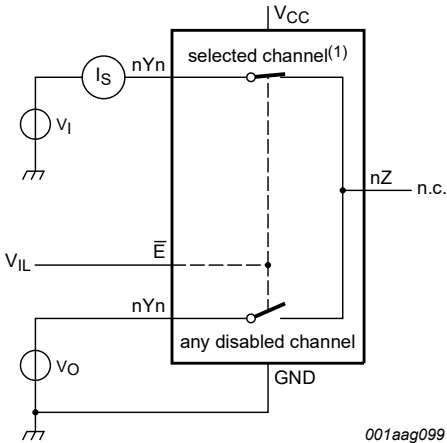 VCC
selected channel(1)
nYn
IS
VI
nZ
n.c.
VIL
E̅
nYn
any disabled channel
VO
GND
001aag099